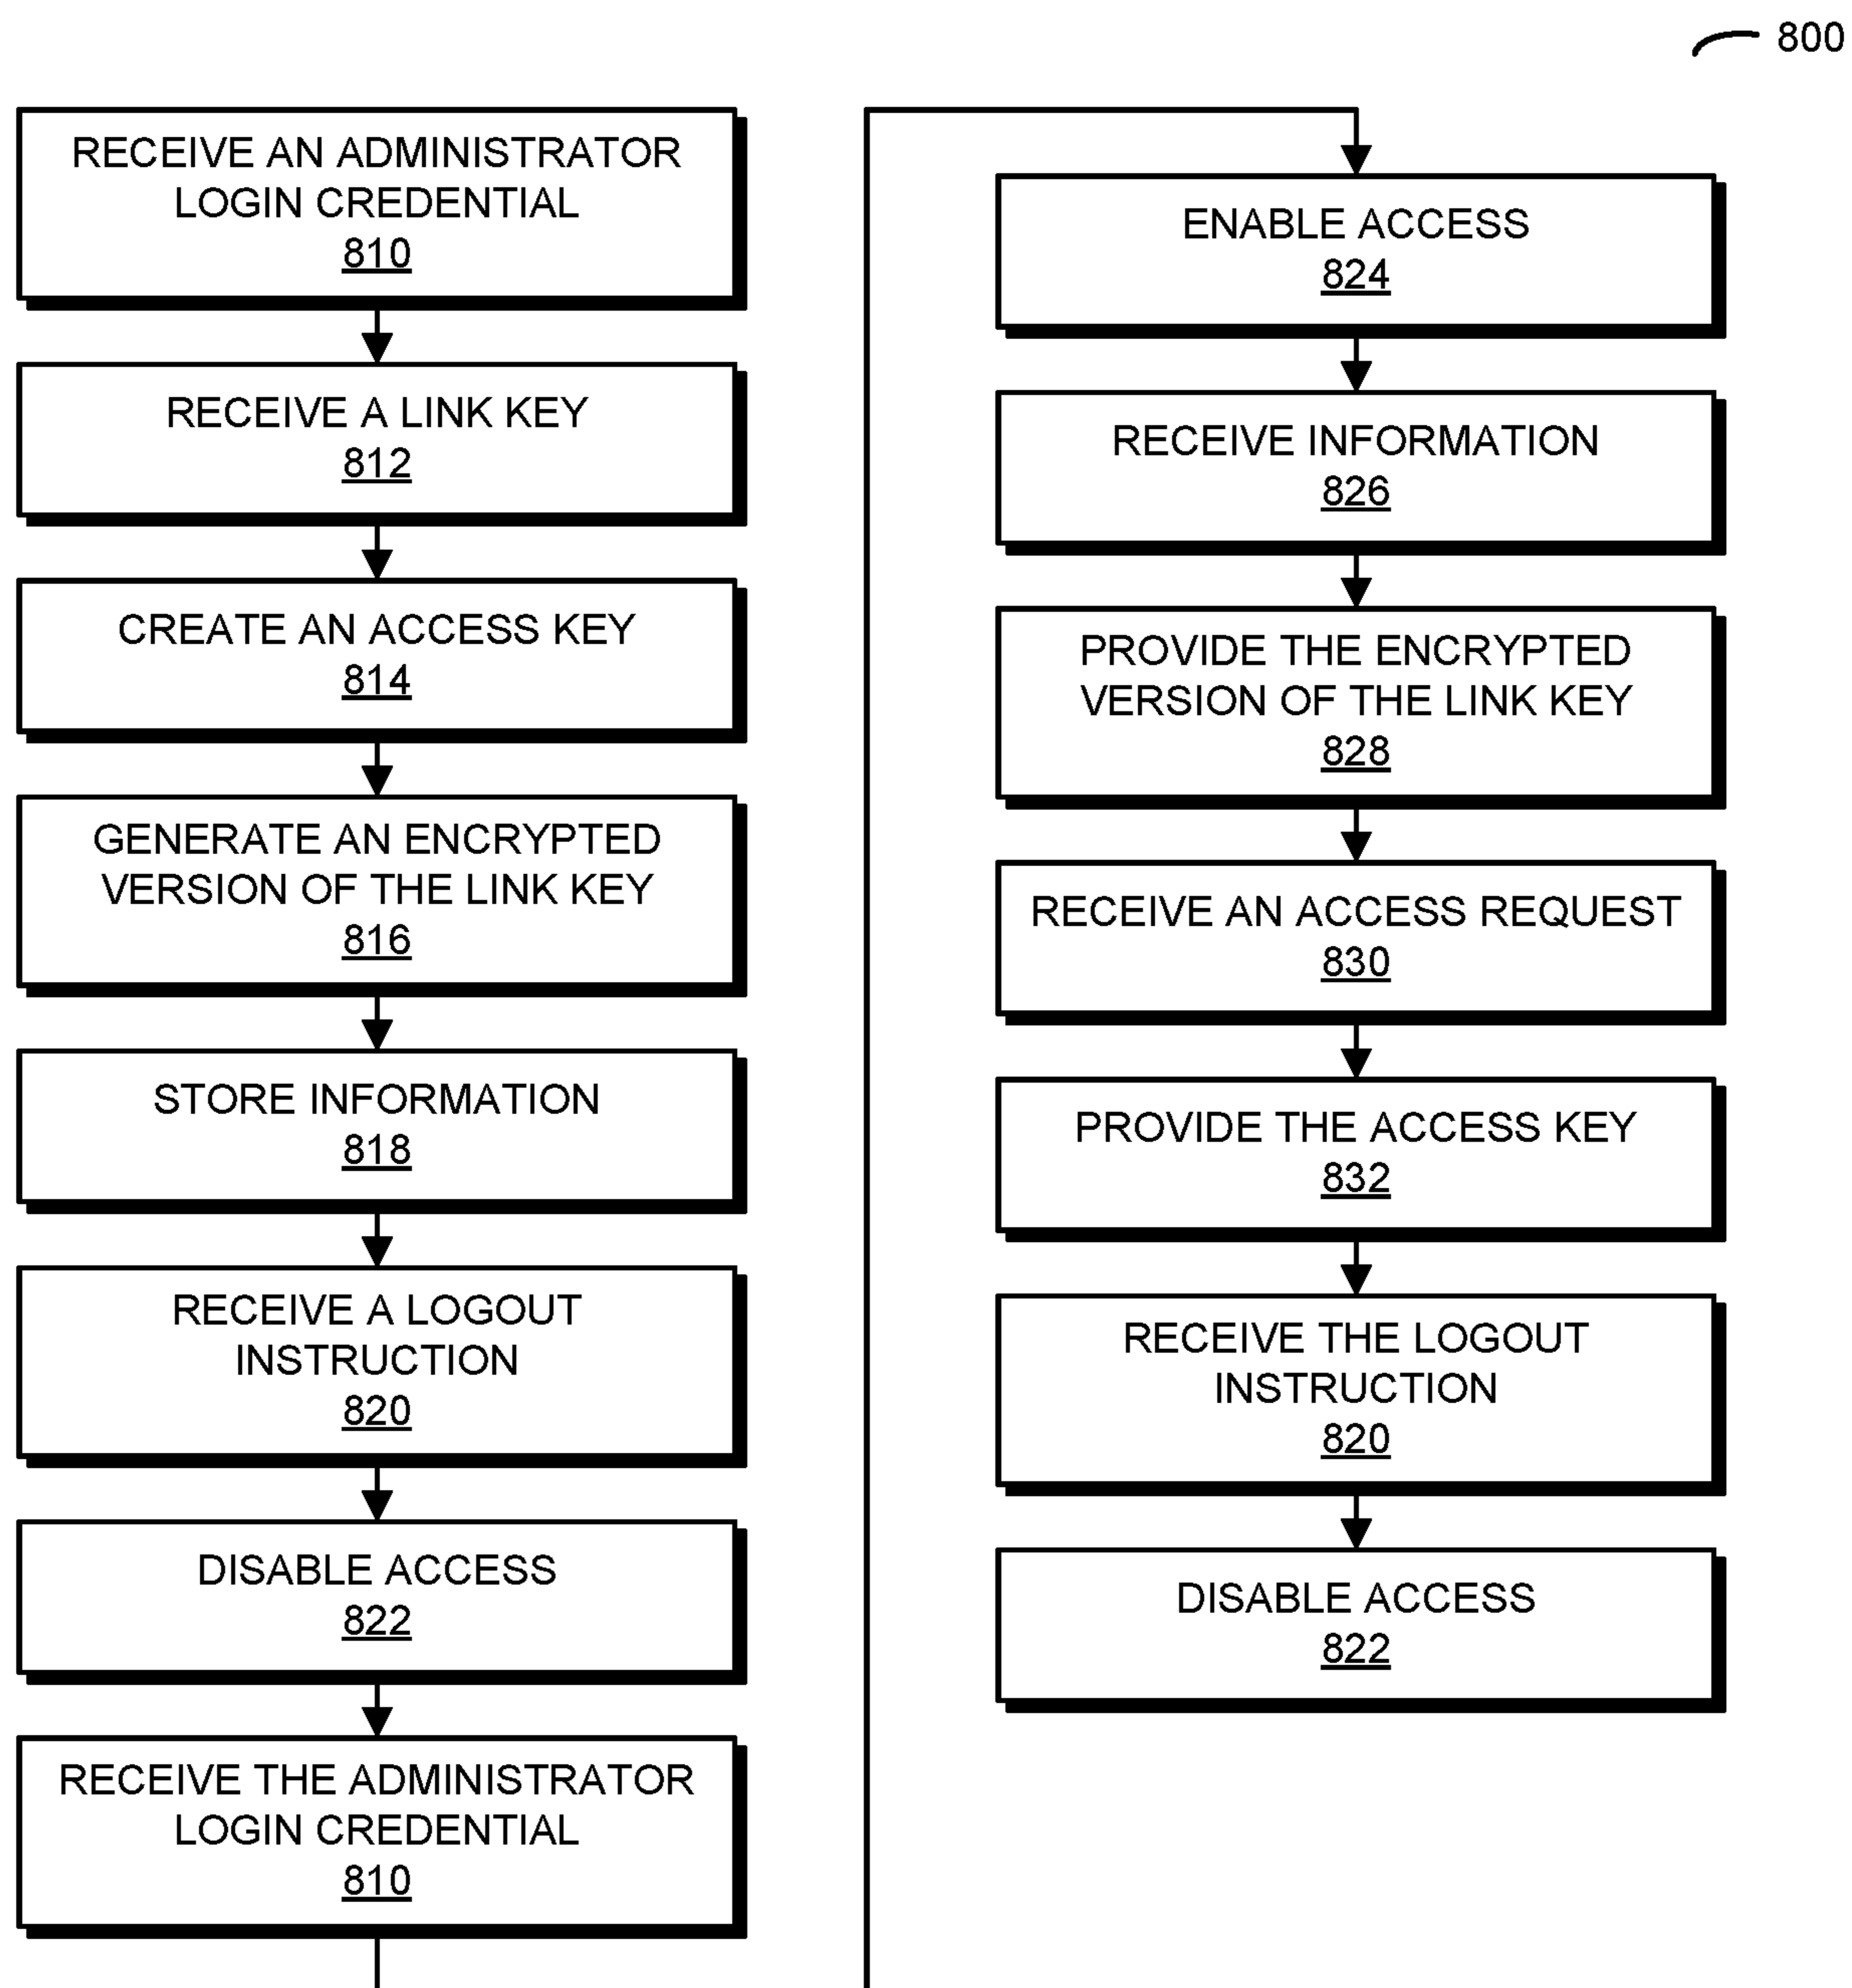 800
RECEIVE AN ADMINISTRATOR
LOGIN CREDENTIAL
810
RECEIVE A LINK KEY
812
CREATE AN ACCESS KEY
814
GENERATE AN ENCRYPTED
VERSION OF THE LINK KEY
816
STORE INFORMATION
818
RECEIVE A LOGOUT
INSTRUCTION
820
DISABLE ACCESS
822
RECEIVE THE ADMINISTRATOR
LOGIN CREDENTIAL
810
ENABLE ACCESS
824
RECEIVE INFORMATION
826
PROVIDE THE ENCRYPTED
VERSION OF THE LINK KEY
828
RECEIVE AN ACCESS REQUEST
830
PROVIDE THE ACCESS KEY
832
RECEIVE THE LOGOUT
INSTRUCTION
820
DISABLE ACCESS
822